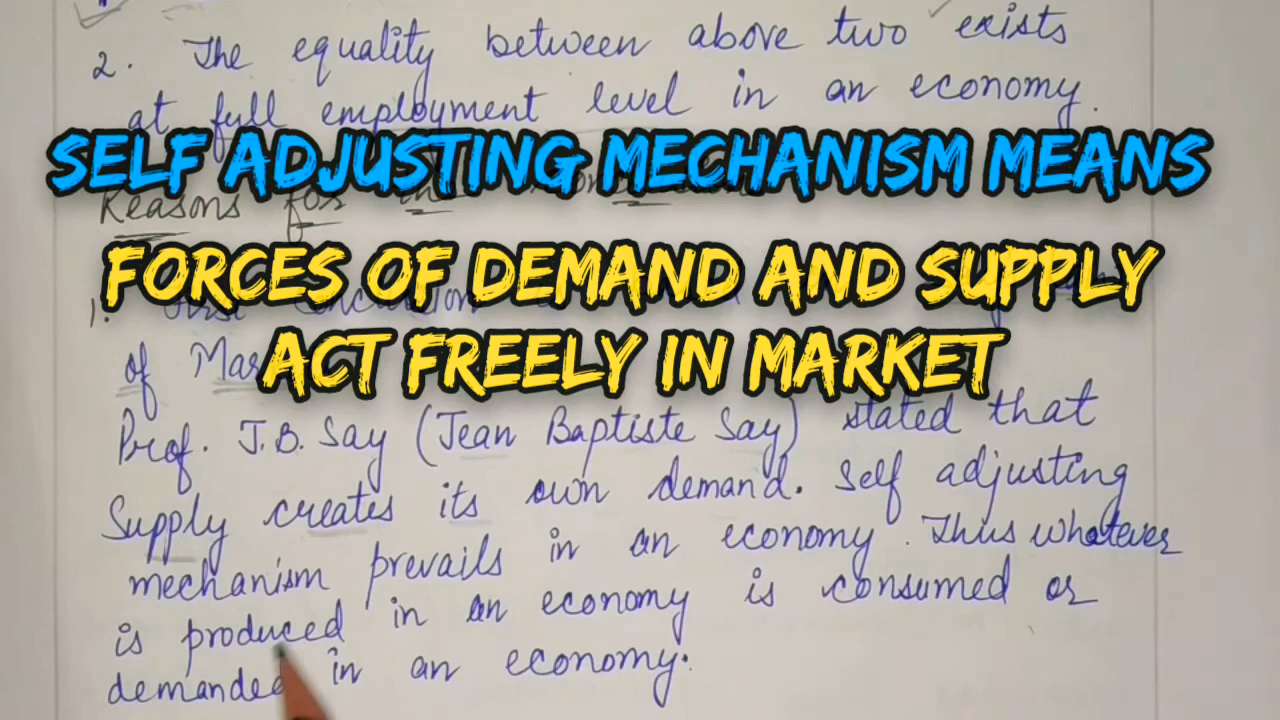 2. The equality between above two exists
at full employment level in an economy.
SELF ADJUSTING MECHANISM MEANS
Reasons for
FORCES OF DEMAND AND SUPPLY
1. First conclusion
ACT FREELY IN MARKET
of
Prof. J.B. Say (Jean Baptiste Say) stated that
Supply creates its own demand. Self adjusting
mechanism prevails in an economy. Thus whatever
is produced in an economy is consumed or
demanded in an economy.